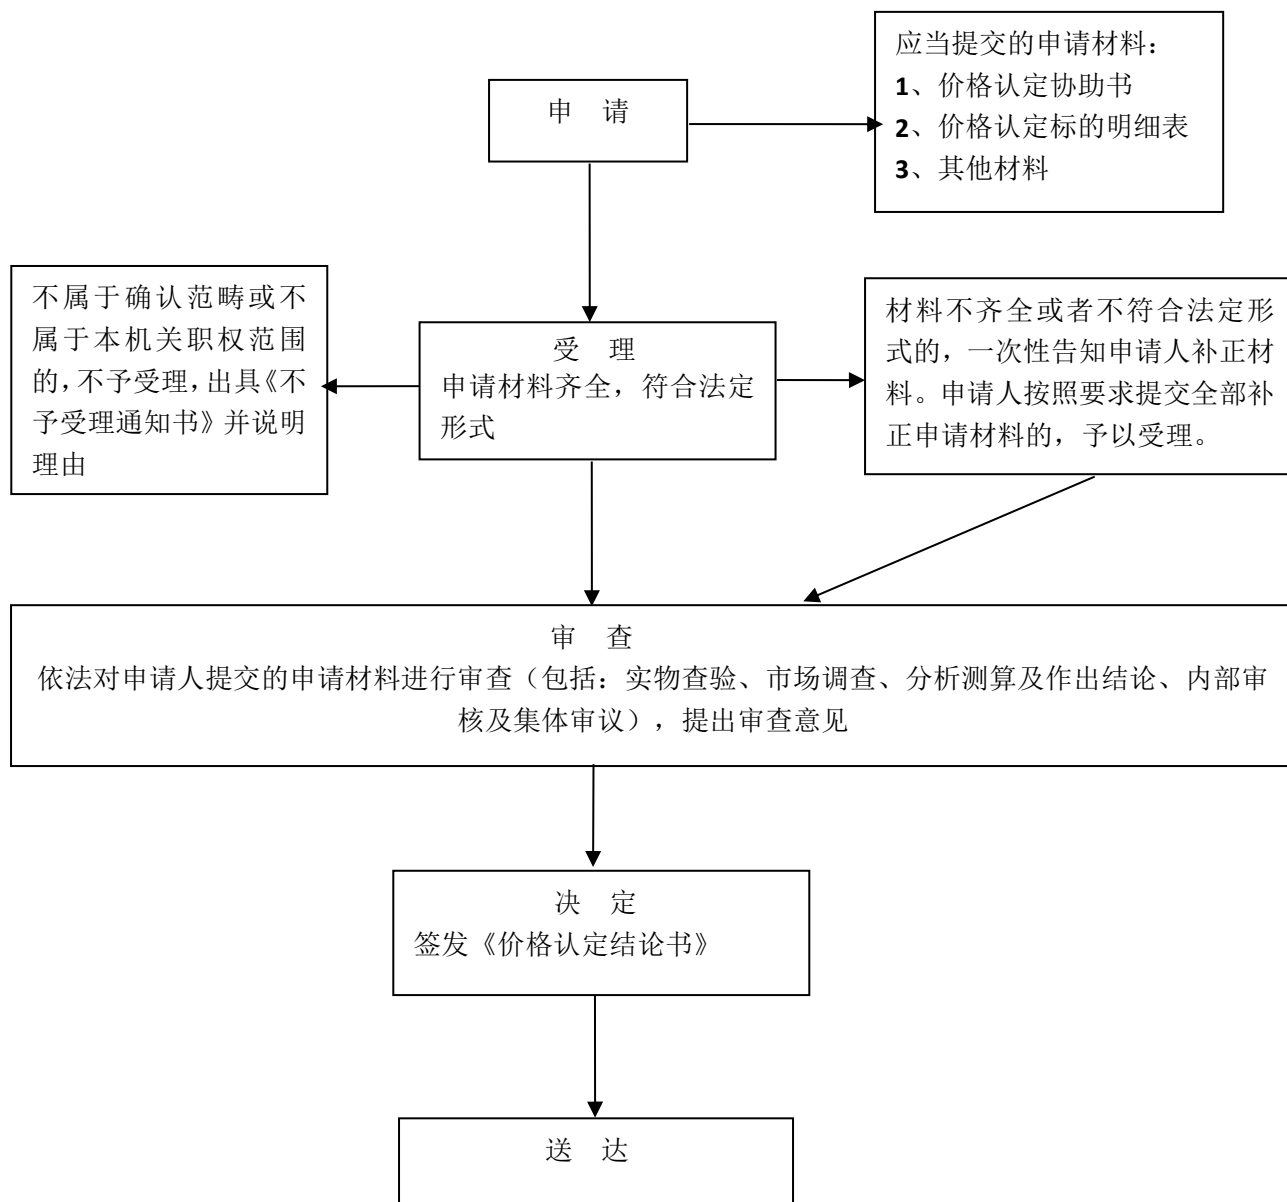 申 请
应当提交的申请材料：
1、价格认定协助书
2、价格认定标的明细表
3、其他材料
不属于确认范畴或不
属于本机关职权范围
的，不予受理，出具《不
予受理通知书》并说明
理由
受 理
申请材料齐全，符合法定
形式
材料不齐全或者不符合法定形
式的，一次性告知申请人补正材
料。申请人按照要求提交全部补
正申请材料的，予以受理。
审 查
依法对申请人提交的申请材料进行审查（包括：实物查验、市场调查、分析测算及作出结论、内部审
核及集体审议），提出审查意见
决 定
签发《价格认定结论书》
送 达